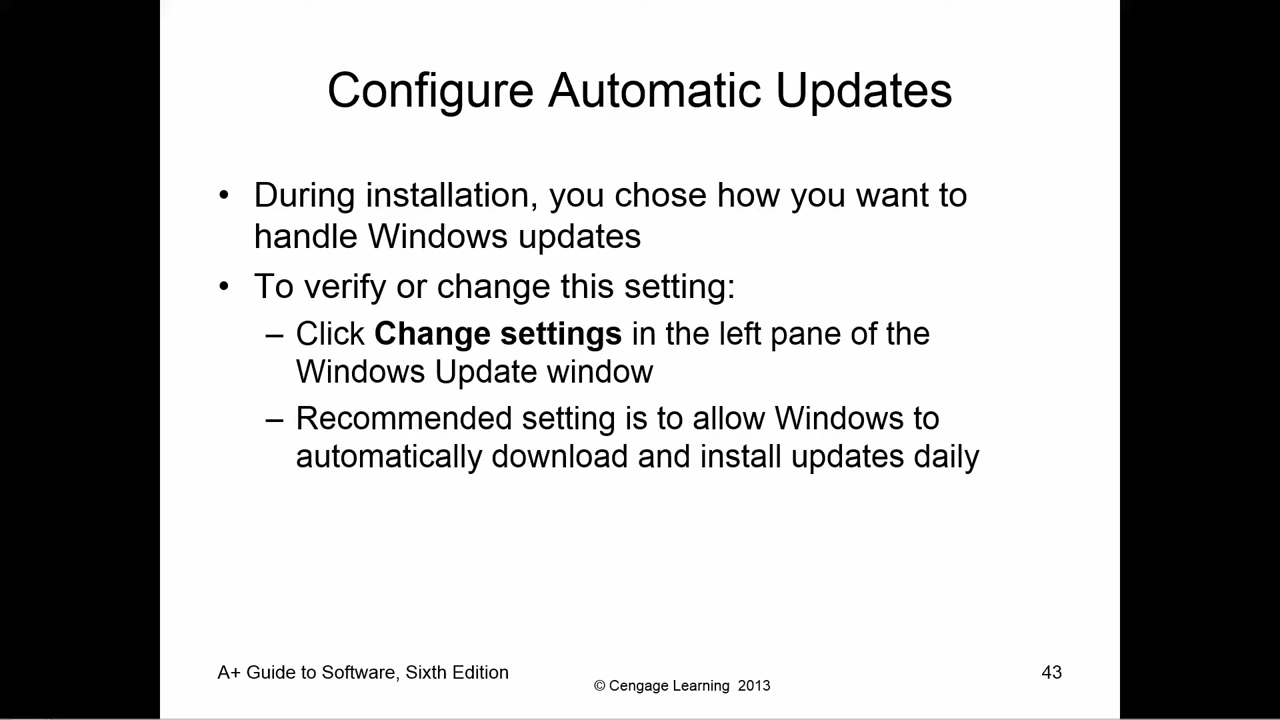 Configure Automatic Updates
• During installation, you chose how you want to
handle Windows updates
• To verify or change this setting:
– Click Change settings in the left pane of the
Windows Update window
– Recommended setting is to allow Windows to
automatically download and install updates daily
A+ Guide to Software, Sixth Edition
© Cengage Learning 2013
43